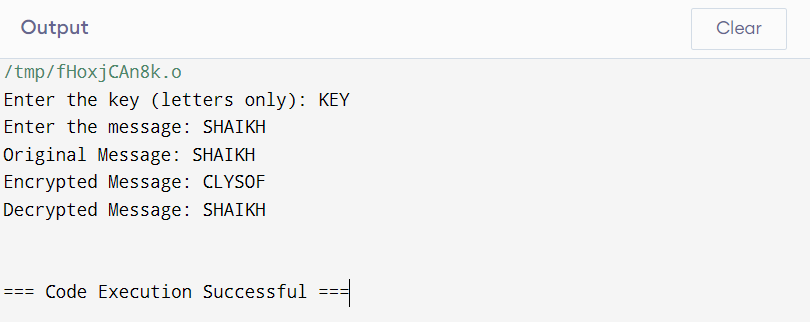 Output
Clear
/tmp/fHoxjCAn8k.o
Enter the key (letters only): KEY
Enter the message: SHAIKH
Original Message: SHAIKH
Encrypted Message: CLYSOF
Decrypted Message: SHAIKH
=== Code Execution Successful ===